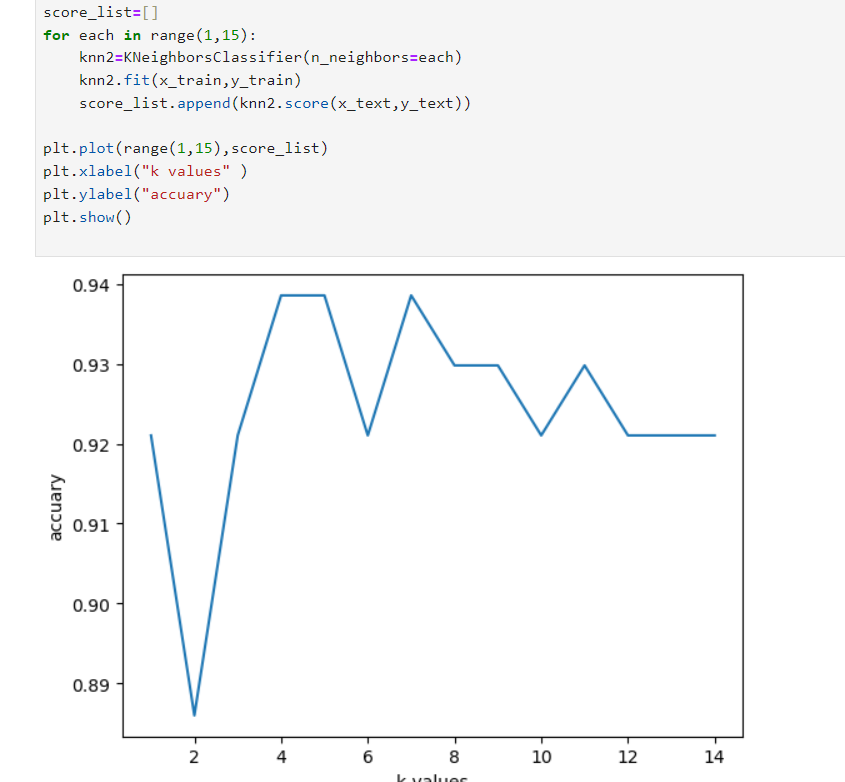 score_list=[]
for each in range(1,15):
    knn2=KNeighborsClassifier(n_neighbors=each)
    knn2.fit(x_train,y_train)
    score_list.append(knn2.score(x_text,y_text))
plt.plot(range(1,15),score_list)
plt.xlabel("k values" )
plt.ylabel("accuary")
plt.show()
0.94
0.93
0.92
accuary
0.91
0.90
0.89
2 4 6 8 10 12 14
k values